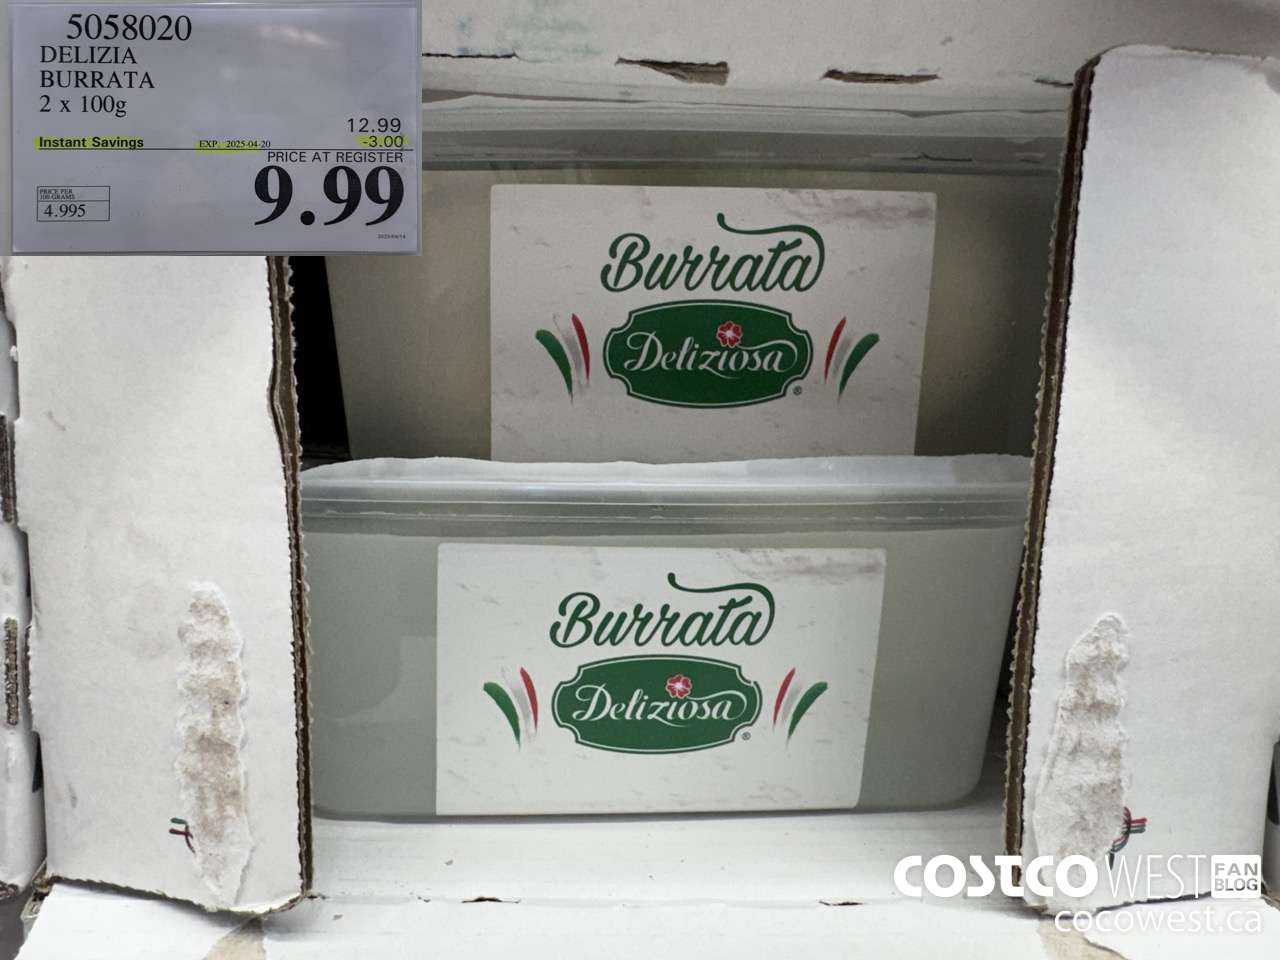 5058020
DELIZIA
BURRATA
2 x 100g
12.99
Instant Savings EXP. 2025-04-20 -3.00
PRICE AT REGISTER
9.99
PRICE PER
100 GRAMS
4.995
Burrata
Deliziosa
®
Burrata
Deliziosa
®
COSTCO WEST FAN BLOG
cocowest.ca